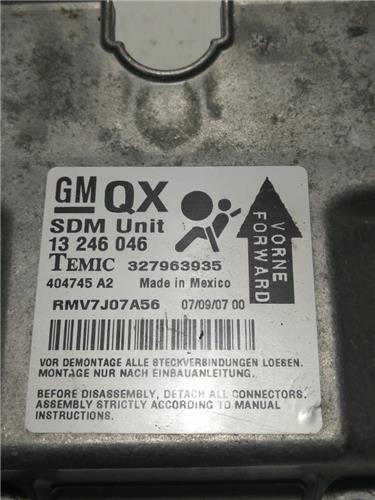 GM QX
SDM Unit
13 246 046
TEMIC 327963935
404745 A2 Made in Mexico
RMV7J07A56 07/09/07 00
VORNE
FORWARD
VOR DEMONTAGE ALLE STECKVERBINDUNGEN LOESEN.
MONTAGE NUR NACH EINBAUANLEITUNG.
BEFORE DISASSEMBLY, DETACH ALL CONNECTORS.
ASSEMBLY STRICTLY ACCORDING TO MANUAL
INSTRUCTIONS.